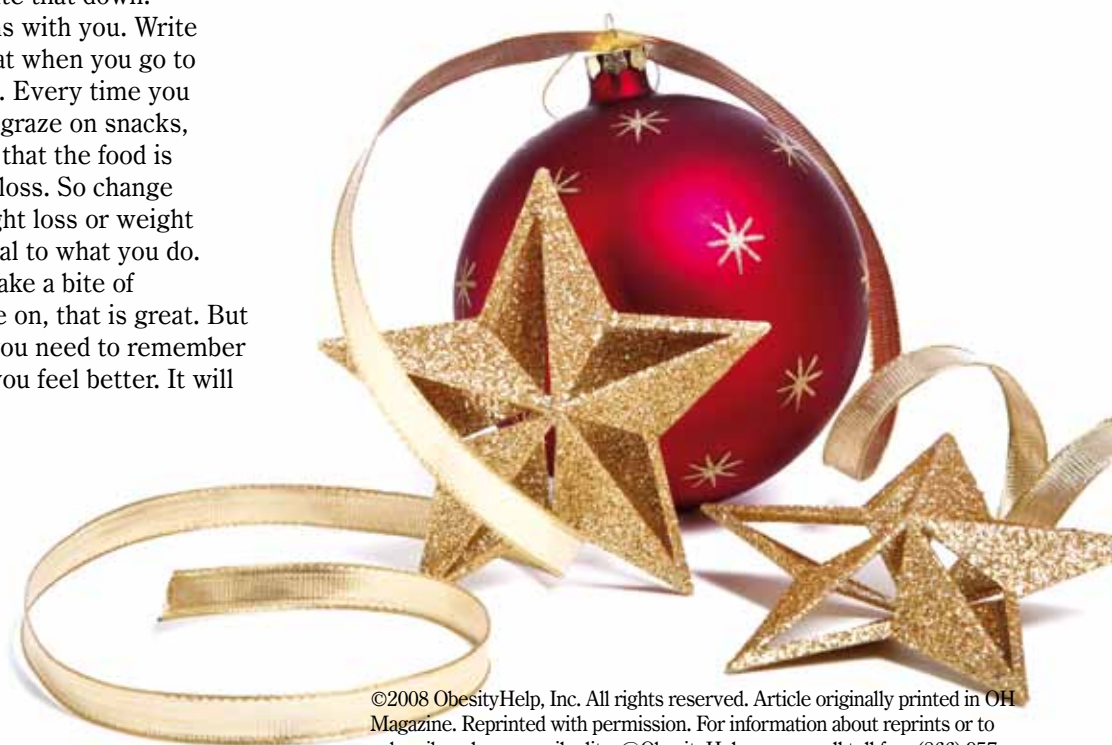 is with you. Write
at when you go to
. Every time you
graze on snacks,
that the food is
loss. So change
ght loss or weight
al to what you do.
ake a bite of
e on, that is great. But
ou need to remember
you feel better. It will
©2008 ObesityHelp, Inc. All rights reserved. Article originally printed in OH
Magazine. Reprinted with permission. For information about reprints or to